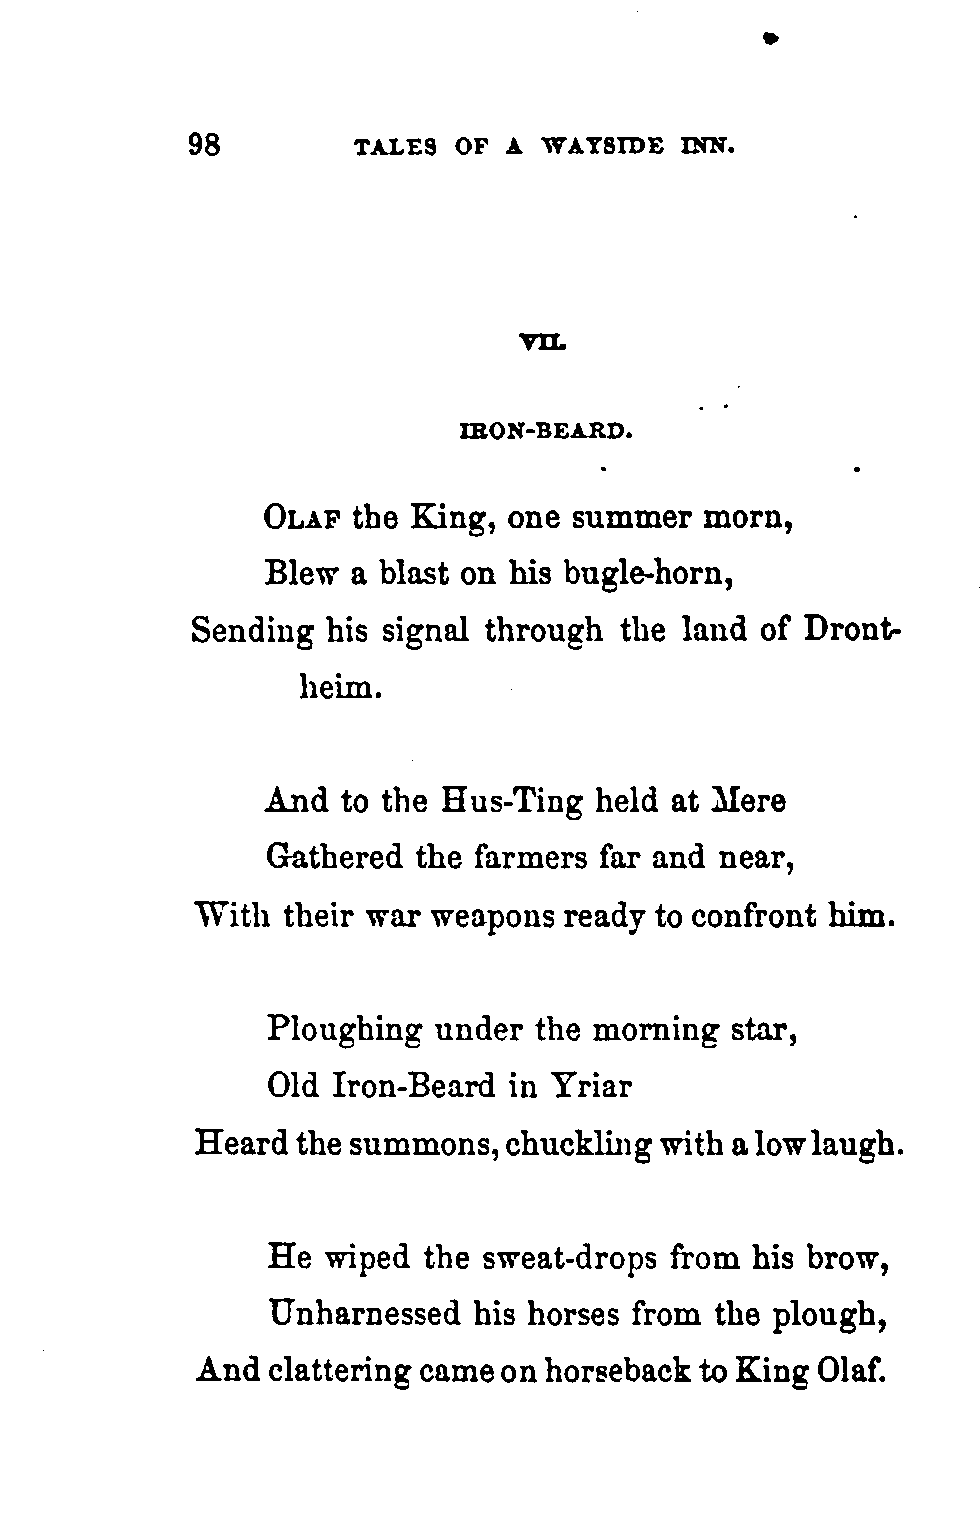 98 TALES OF A WAYSIDE INN.
VII.
IRON-BEARD.
OLAF the King, one summer morn,
Blew a blast on his bugle-horn,
Sending his signal through the land of Dront-
heim.
And to the Hus-Ting held at Mere
Gathered the farmers far and near,
With their war weapons ready to confront him.
Ploughing under the morning star,
Old Iron-Beard in Yriar
Heard the summons, chuckling with a low laugh.
He wiped the sweat-drops from his brow,
Unharnessed his horses from the plough,
And clattering came on horseback to King Olaf.